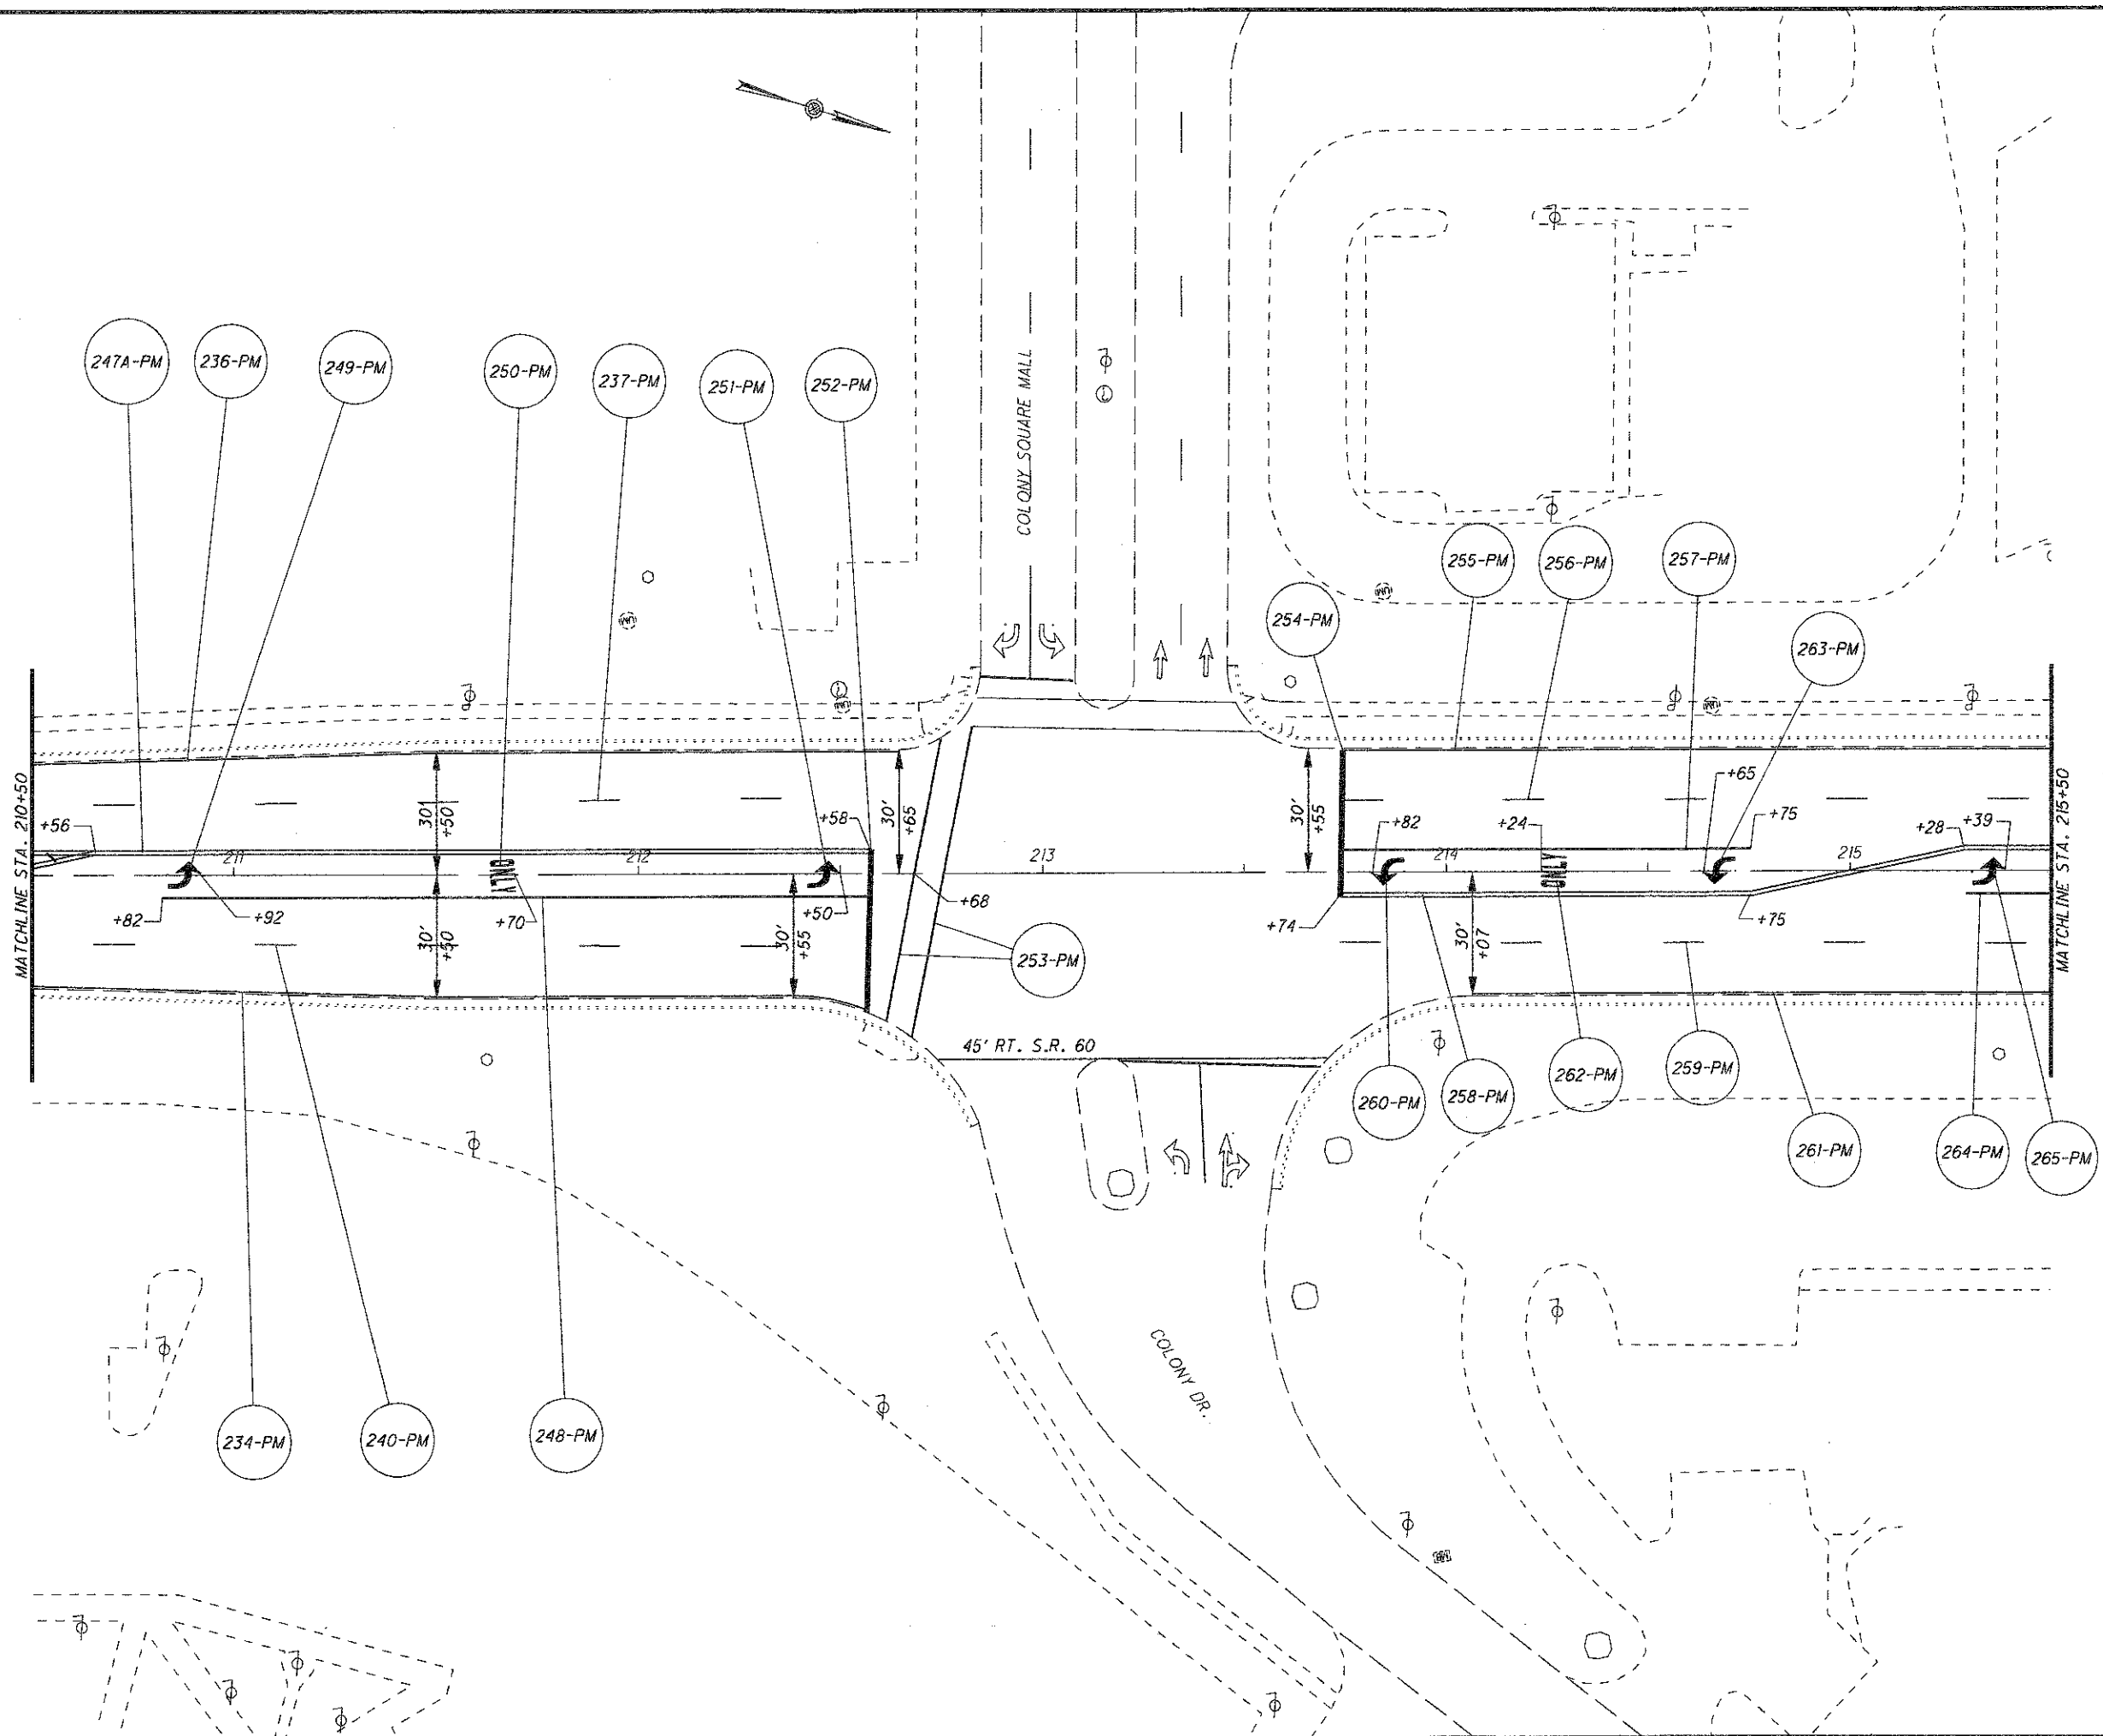 COLONY SQUARE MALL
247A-PM
236-PM
249-PM
250-PM
237-PM
251-PM
252-PM
255-PM
256-PM
257-PM
254-PM
263-PM
MATCHLINE STA. 210+50
+56
211
30'
+50
ONLY
212
+58
30'
+65
213
30'
+55
+82
214
+24
ONLY
+65
+75
215
+28
+39
MATCHLINE STA. 215+50
+82
+92
30'
+50
+70
30'
+55
+50
+68
253-PM
+74
30'
+07
+75
45' RT. S.R. 60
260-PM
258-PM
262-PM
259-PM
261-PM
264-PM
265-PM
COLONY DR.
234-PM
240-PM
248-PM